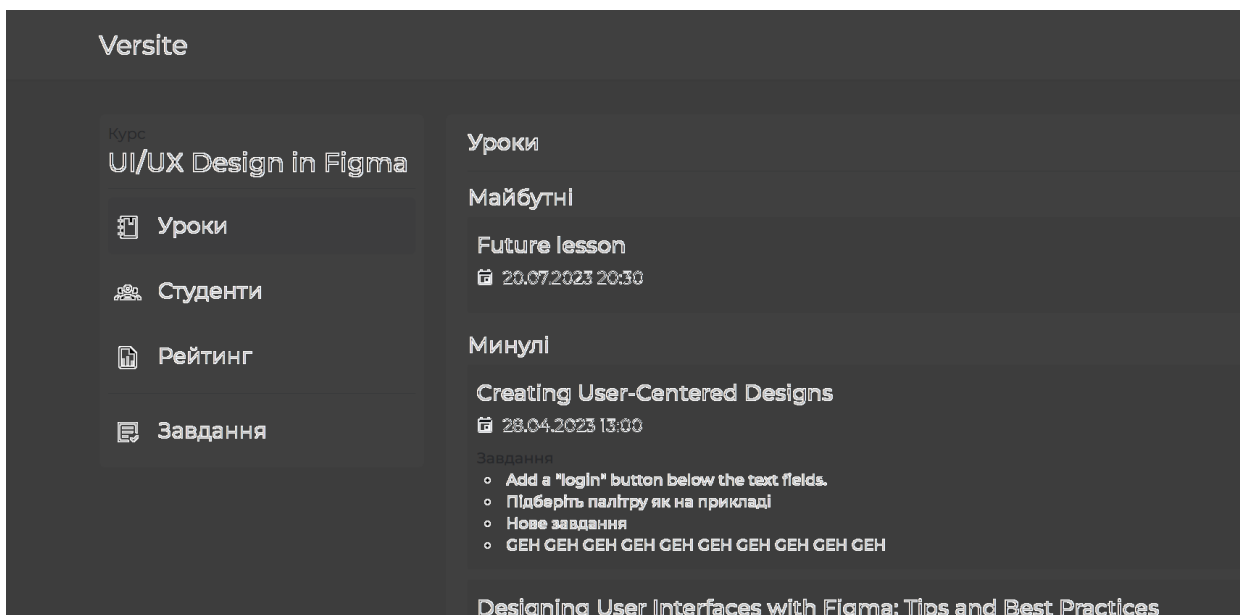 Versite
Курс
UI/UX Design in Figma
Уроки
Студенти
Рейтинг
Завдання
Уроки
Майбутні
Future lesson
20.07.2023 20:30
Минулі
Creating User-Centered Designs
28.04.2023 13:00
Завдання
Add a "login" button below the text fields.
Підберіть палітру як на прикладі
Нове завдання
GEH GEH GEH GEH GEH GEH GEH GEH GEH GEH
Designing User Interfaces with Figma: Tips and Best Practices